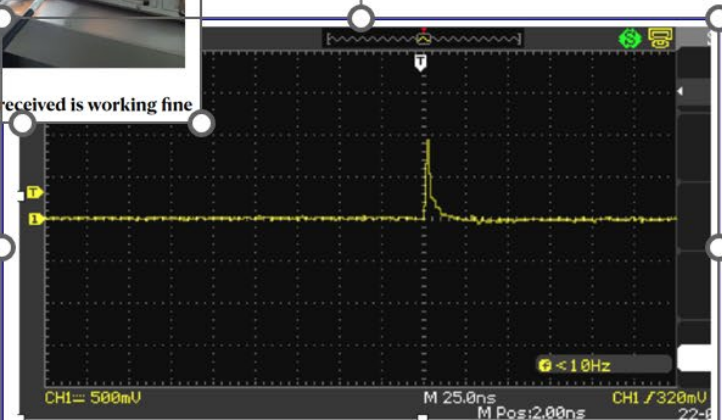 received is working fine
T
T
1
<10Hz
CH1 500mV
M 25.0ns
CH1 320mV
M Pos:2.00ns